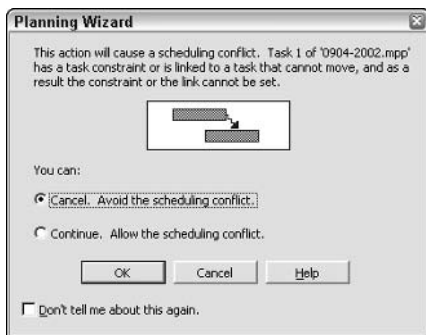 Planning Wizard
This action will cause a scheduling conflict. Task 1 of '0904-2002.mpp'
has a task constraint or is linked to a task that cannot move, and as a
result the constraint or the link cannot be set.
You can:
Cancel. Avoid the scheduling conflict.
Continue. Allow the scheduling conflict.
OK Cancel Help
Don't tell me about this again.